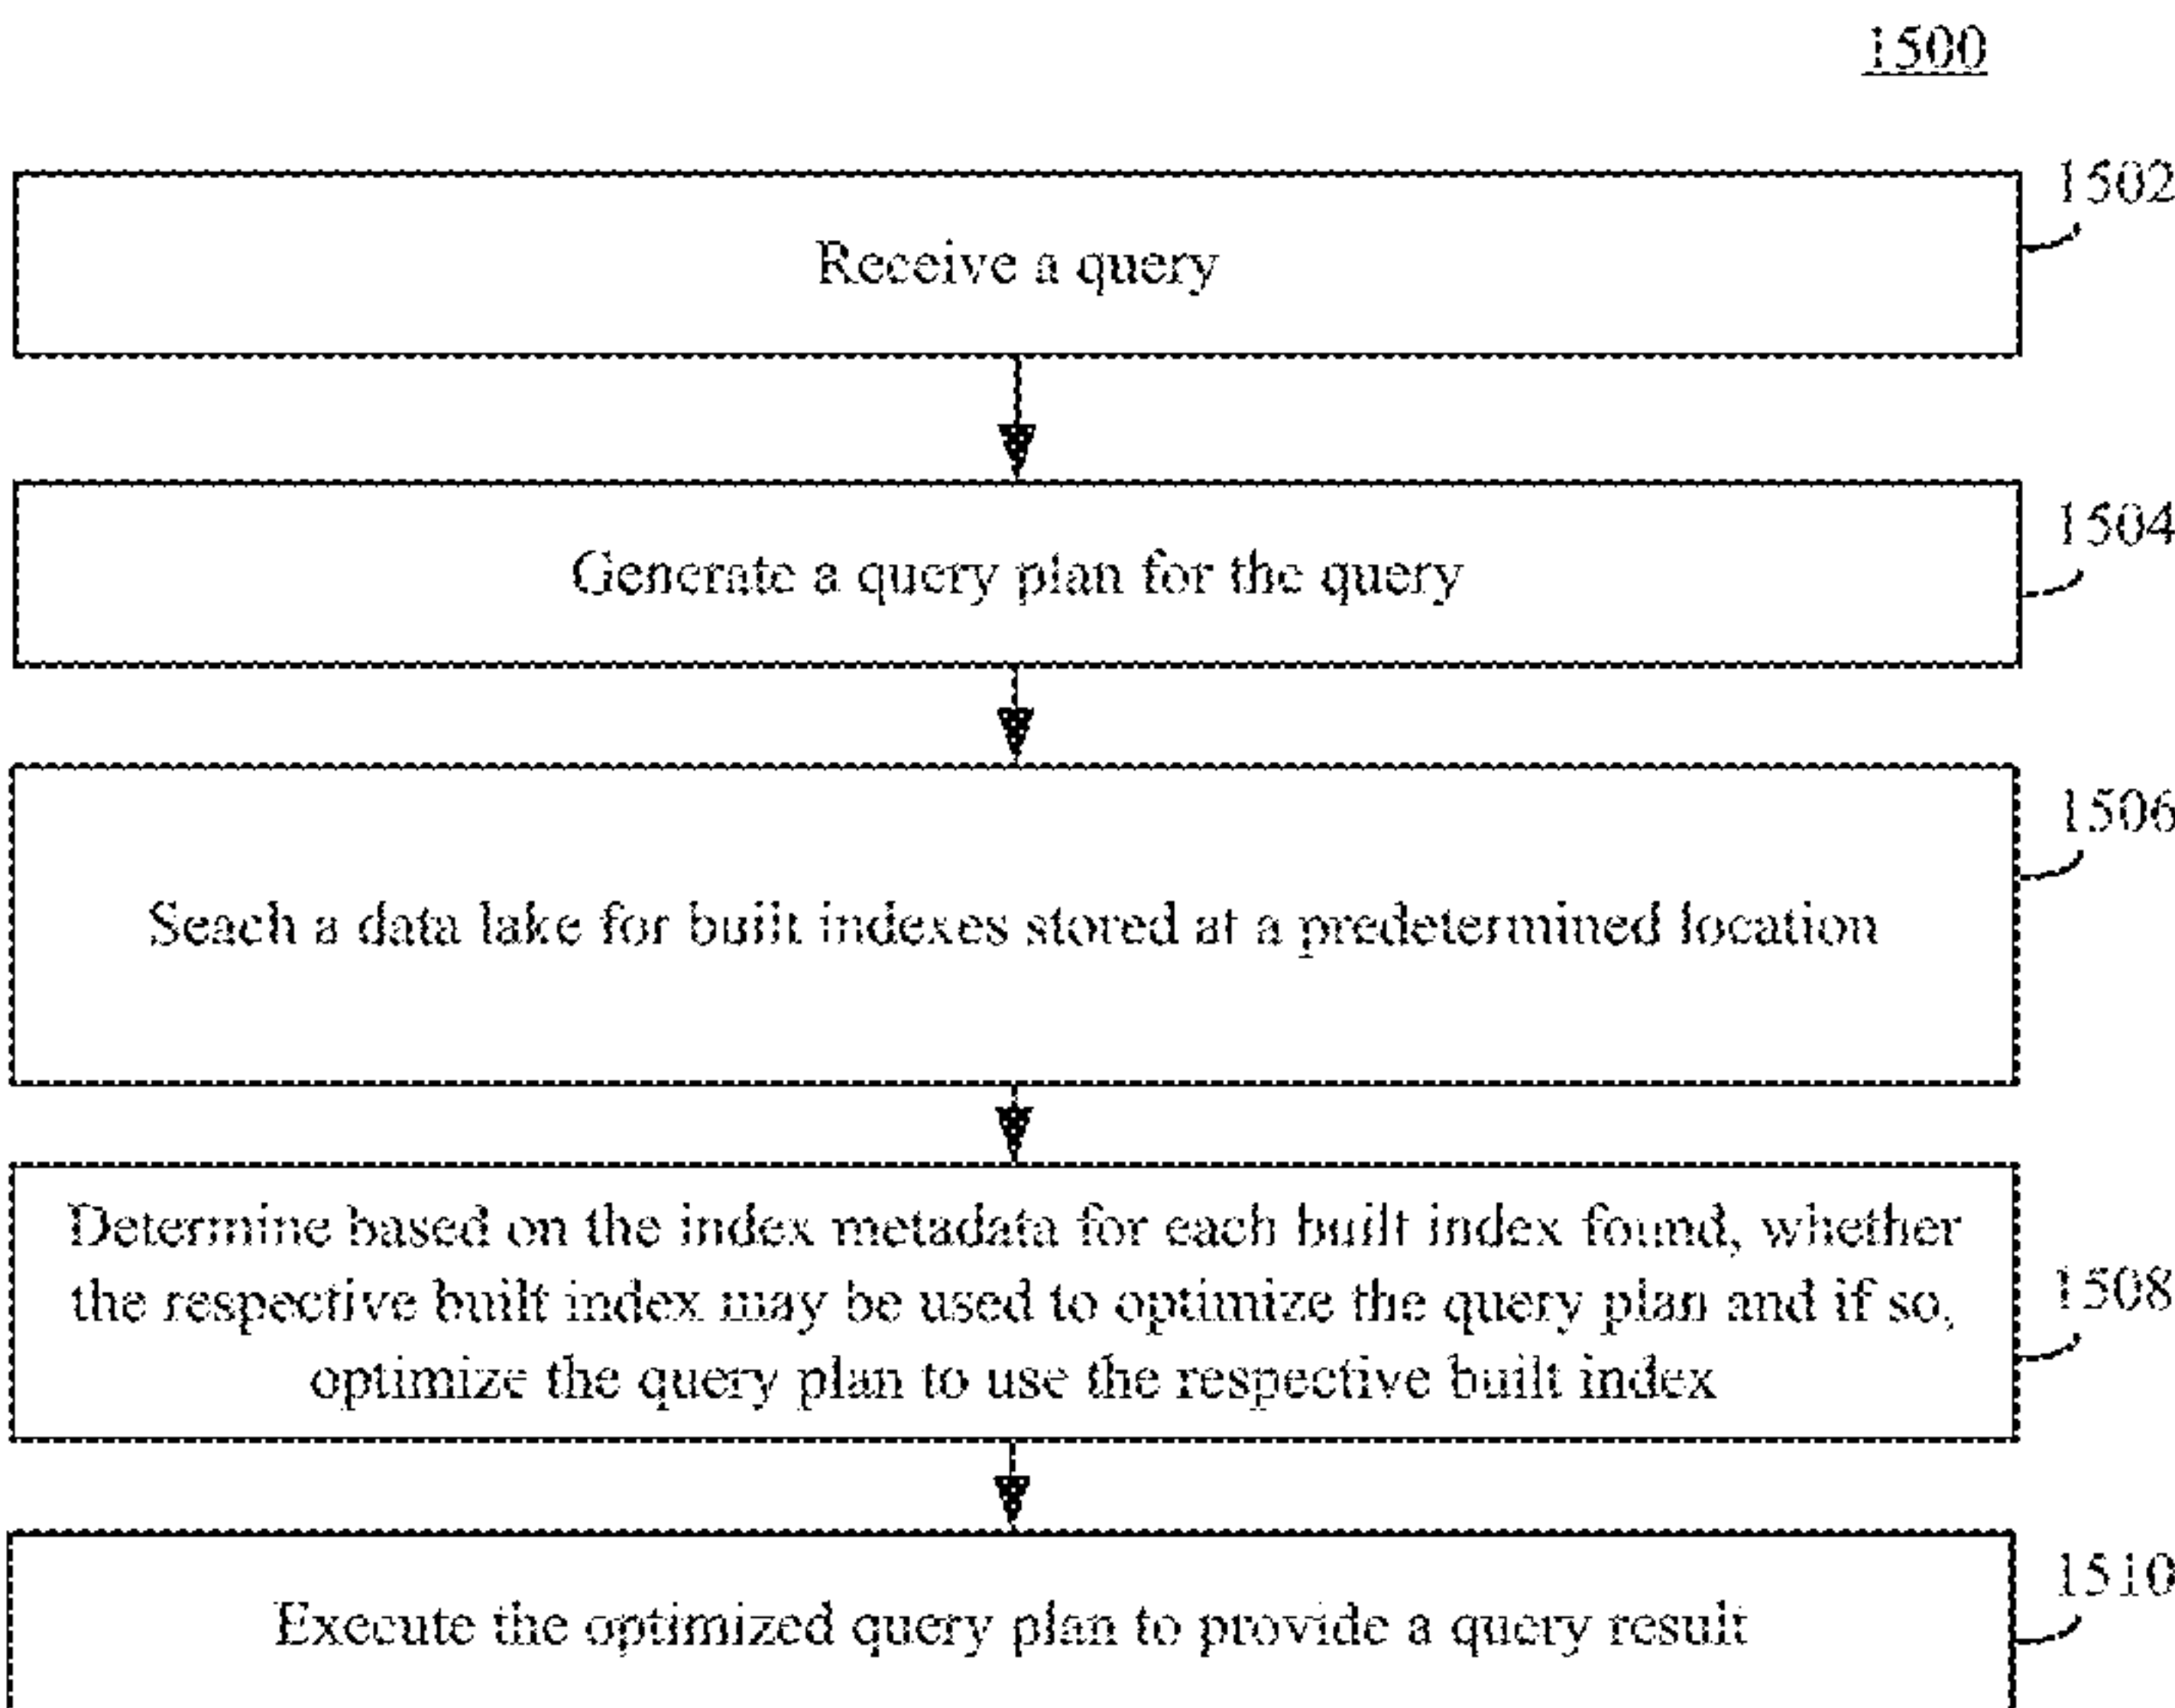 1500
1502
Receive a query
1504
Generate a query plan for the query
1506
Seach a data lake for built indexes stored at a predetermined location
Determine based on the index metadata for each built index found, whether
the respective built index may be used to optimize the query plan and if so,
1508
optimize the query plan to use the respective built index
1510
Execute the optimized query plan to provide a query result